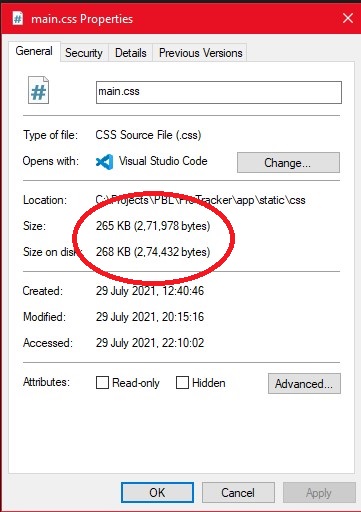 main.css Properties
General Security Details Previous Versions
main.css
Type of file: CSS Source File (.css)
Opens with: Visual Studio Code Change...
Location: C:\Projects\PBL\ \app\static\css
Size: 265 KB (2,71,978 bytes)
Size on disk: 268 KB (2,74,432 bytes)
Created: 29 July 2021, 12:40:46
Modified: 29 July 2021, 20:15:16
Accessed: 29 July 2021, 22:10:02
Attributes: Read-only Hidden Advanced...
OK Cancel Apply